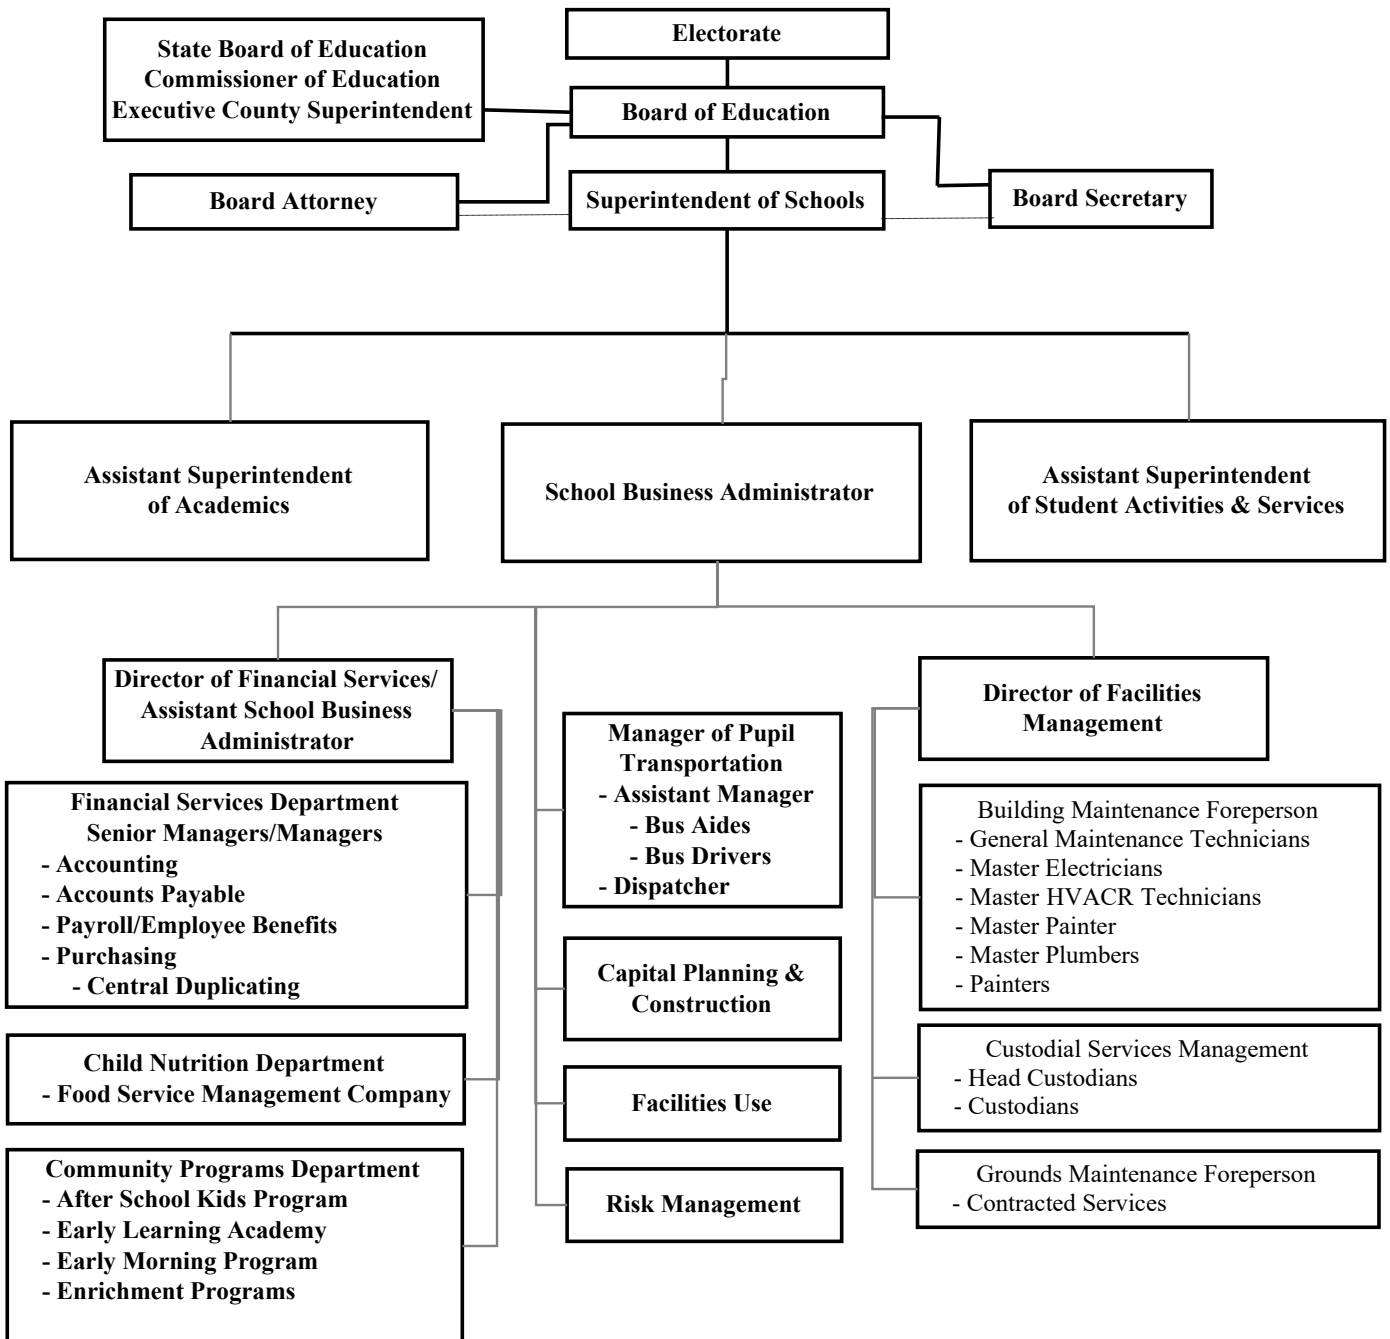 Electorate
State Board of Education
Commissioner of Education
Executive County Superintendent
Board of Education
Board Attorney
Superintendent of Schools
Board Secretary
Assistant Superintendent
of Academics
School Business Administrator
Assistant Superintendent
of Student Activities & Services
Director of Financial Services/
Assistant School Business
Administrator
Financial Services Department
Senior Managers/Managers
- Accounting
- Accounts Payable
- Payroll/Employee Benefits
- Purchasing
- Central Duplicating
Child Nutrition Department
- Food Service Management Company
Community Programs Department
- After School Kids Program
- Early Learning Academy
- Early Morning Program
- Enrichment Programs
Manager of Pupil
Transportation
- Assistant Manager
- Bus Aides
- Bus Drivers
- Dispatcher
Capital Planning &
Construction
Facilities Use
Risk Management
Director of Facilities
Management
Building Maintenance Foreperson
- General Maintenance Technicians
- Master Electricians
- Master HVACR Technicians
- Master Painter
- Master Plumbers
- Painters
Custodial Services Management
- Head Custodians
- Custodians
Grounds Maintenance Foreperson
- Contracted Services